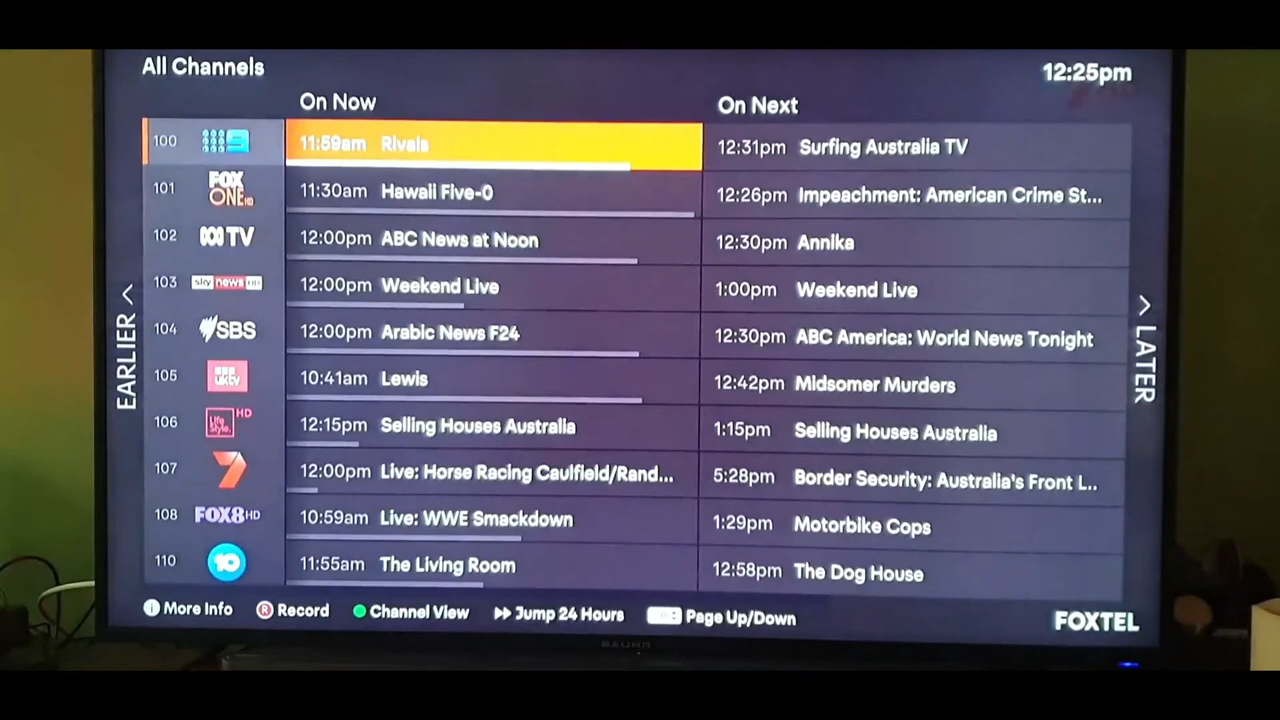 All Channels
12:25pm
On Now
On Next
100 9 11:59am Rivals 12:31pm Surfing Australia TV
101 FOX ONE HD 11:30am Hawaii Five-0 12:26pm Impeachment: American Crime St...
102 ABC TV 12:00pm ABC News at Noon 12:30pm Annika
103 sky news HD 12:00pm Weekend Live 1:00pm Weekend Live
104 SBS 12:00pm Arabic News F24 12:30pm ABC America: World News Tonight
105 BBC uktv 10:41am Lewis 12:42pm Midsomer Murders
106 Life Style. HD 12:15pm Selling Houses Australia 1:15pm Selling Houses Australia
107 7 12:00pm Live: Horse Racing Caulfield/Rand... 5:28pm Border Security: Australia's Front L..
108 FOX8 HD 10:59am Live: WWE Smackdown 1:29pm Motorbike Cops
110 10 11:55am The Living Room 12:58pm The Dog House
EARLIER
LATER
i More Info R Record Channel View Jump 24 Hours Page Up/Down
FOXTEL
BAUHN